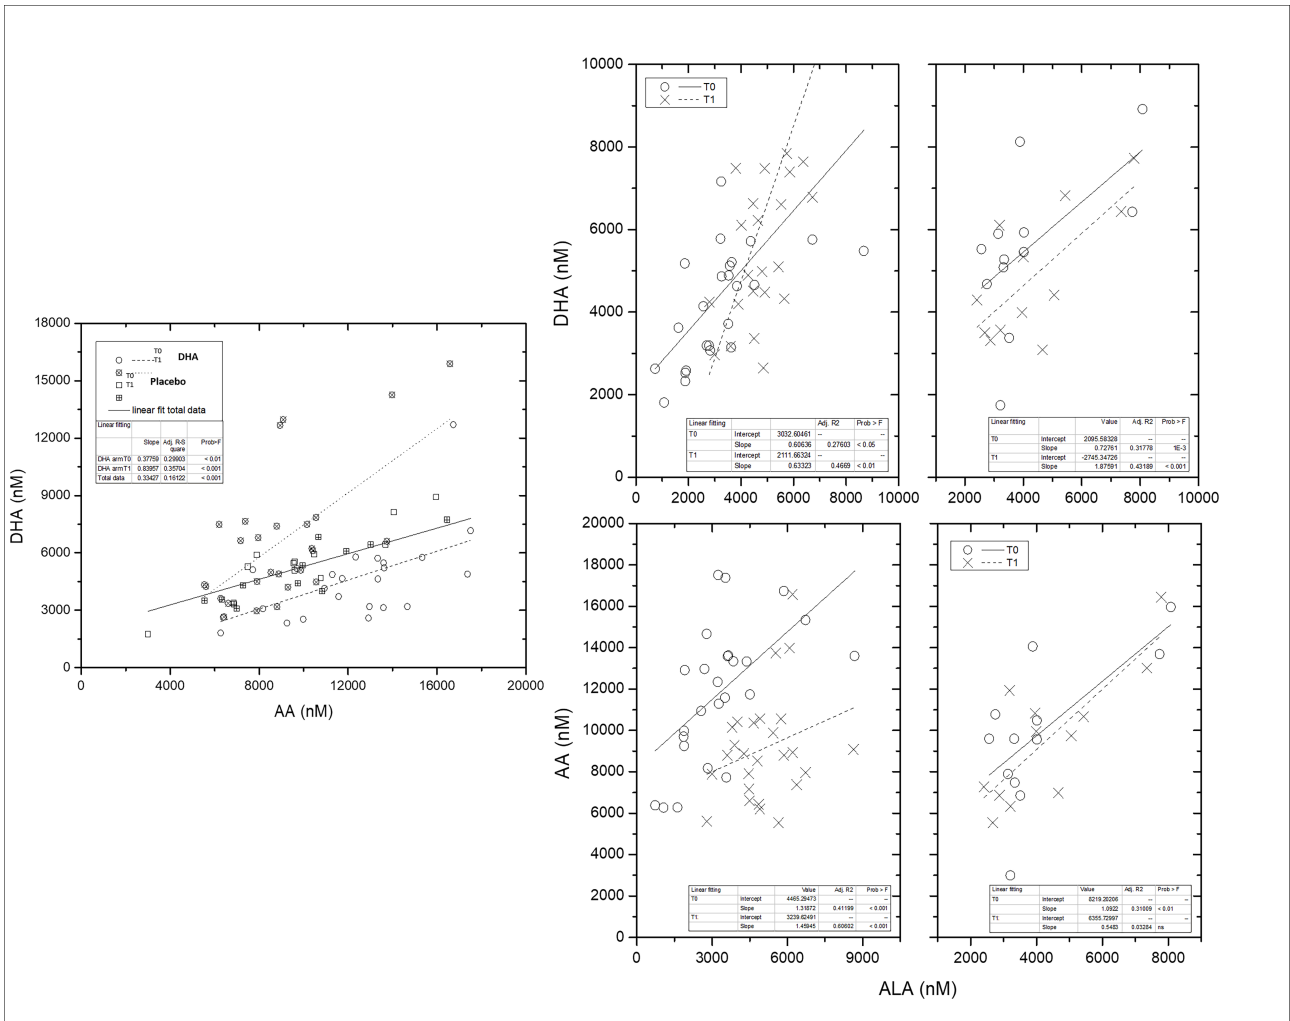 18000
15000
12000
9000
6000
3000
0
0 4000 8000 12000 16000 20000
DHA (nM)
AA (nM)
T0 DHA
T1
T0 Placebo
T1
linear fit total data
Linear fitting
Slope Adj. R-S quare Prob>F
DHA armT0 0.37759 0.29903 < 0.01
DHA armT1 0.83957 0.35704 < 0.001
Total data 0.33427 0.16122 < 0.001
10000
8000
6000
4000
2000
0
DHA (nM)
T0
T1
Linear fitting Adj. R2 Prob > F
T0 Intercept 3032.60461 -- --
Slope 0.60636 0.27603 < 0.05
T1 Intercept 2111.66324 -- --
Slope 0.63323 0.4669 < 0.01
0 2000 4000 6000 8000 10000
Linear fitting Value Adj. R2 Prob > F
T0 Intercept 2095.58328 -- --
Slope 0.72761 0.31778 1E-3
T1 Intercept -2745.34726 -- --
Slope 1.87591 0.43189 < 0.001
2000 4000 6000 8000 10000
20000
18000
16000
14000
12000
10000
8000
6000
4000
2000
0
AA (nM)
Linear fitting Value Adj. R2 Prob > F
T0 Intercept 4465.29473 -- --
Slope 1.31872 0.41199 < 0.001
T1 Intercept 3239.62491 -- --
Slope 1.45945 0.60602 < 0.001
0 3000 6000 9000
T0
T1
Linear fitting Value Adj. R2 Prob > F
T0 Intercept 8219.20206 -- --
Slope 1.0922 0.31009 < 0.01
T1 Intercept 6355.72997 -- --
Slope 0.5463 0.03284 ns
2000 4000 6000 8000
ALA (nM)